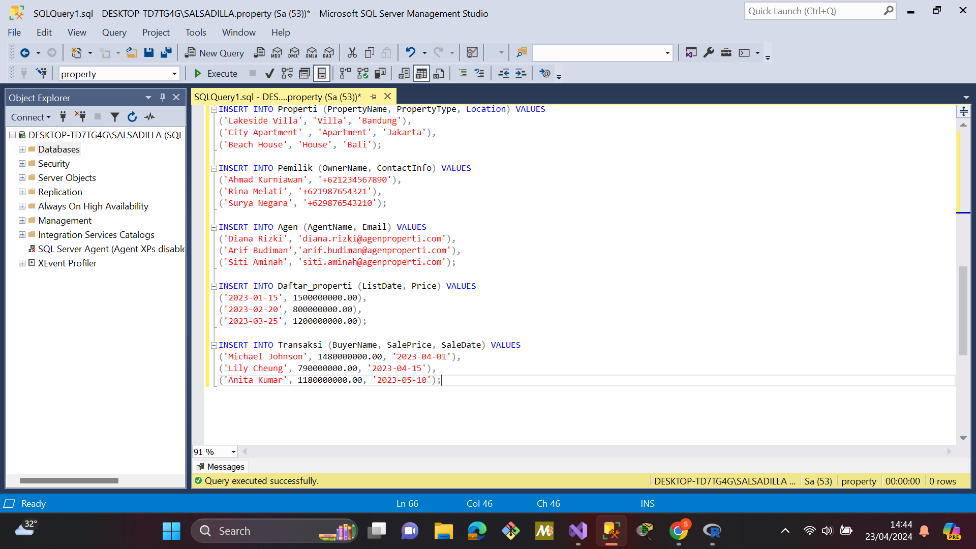 SQLQuery1.sql - DESKTOP-TD7TG4G\SALSADILLA.property (Sa (53))* - Microsoft SQL Server Management Studio
Quick Launch (Ctrl+Q)
File Edit View Query Project Tools Window Help
New Query
property
Execute
Object Explorer
SQLQuery1.sql - DES....property (Sa (53))*
Connect
DESKTOP-TD7TG4G\SALSADILLA (SQL
Databases
Security
Server Objects
Replication
Always On High Availability
Management
Integration Services Catalogs
SQL Server Agent (Agent XPs disable
XEvent Profiler
INSERT INTO Properti (PropertyName, PropertyType, Location) VALUES
('Lakeside Villa', 'Villa', 'Bandung'),
('City Apartment' , 'Apartment', 'Jakarta'),
('Beach House', 'House', 'Bali');
INSERT INTO Pemilik (OwnerName, ContactInfo) VALUES
('Ahmad Kurniawan', '+621234567890'),
('Rina Melati', '+621987654321'),
('Surya Negara', '+629876543210');
INSERT INTO Agen (AgentName, Email) VALUES
('Diana Rizki', 'diana.rizki@agenproperti.com'),
('Arif Budiman','arif.budiman@agenproperti.com'),
('Siti Aminah', 'siti.aminah@agenproperti.com');
INSERT INTO Daftar_properti (ListDate, Price) VALUES
('2023-01-15', 1500000000.00),
('2023-02-20', 800000000.00),
('2023-03-25', 1200000000.00);
INSERT INTO Transaksi (BuyerName, SalePrice, SaleDate) VALUES
('Michael Johnson', 1480000000.00, '2023-04-01'),
('Lily Cheung', 790000000.00, '2023-04-15'),
('Anita Kumar', 1180000000.00, '2023-05-10');
91 %
Messages
Query executed successfully.
DESKTOP-TD7TG4G\SALSADILLA ... Sa (53) property 00:00:00 0 rows
Ready
Ln 66 Col 46 Ch 46 INS
32°
Search
14:44
23/04/2024